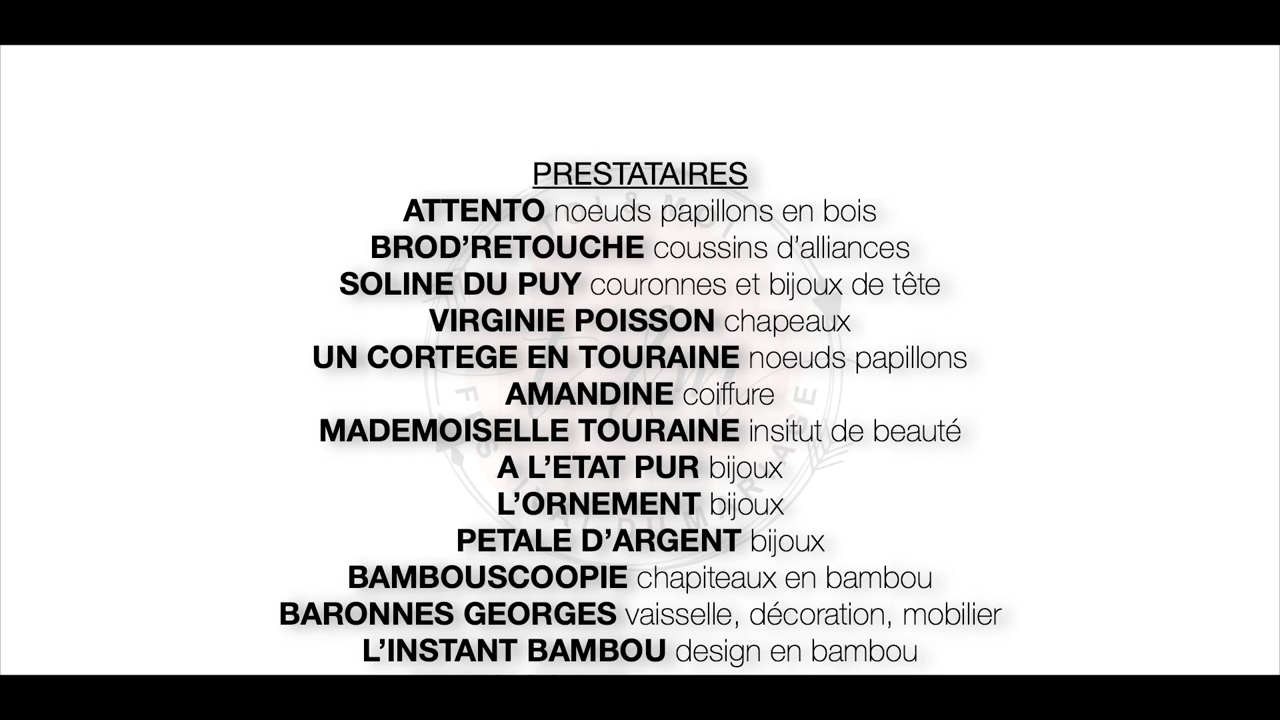 PRESTATAIRES
ATTENTO noeuds papillons en bois
BROD’RETOUCHE coussins d’alliances
SOLINE DU PUY couronnes et bijoux de tête
VIRGINIE POISSON chapeaux
UN CORTEGE EN TOURAINE noeuds papillons
AMANDINE coiffure
MADEMOISELLE TOURAINE insitut de beauté
A L’ETAT PUR bijoux
L’ORNEMENT bijoux
PETALE D’ARGENT bijoux
BAMBOUSCOOPIE chapiteaux en bambou
BARONNES GEORGES vaisselle, décoration, mobilier
L’INSTANT BAMBOU design en bambou